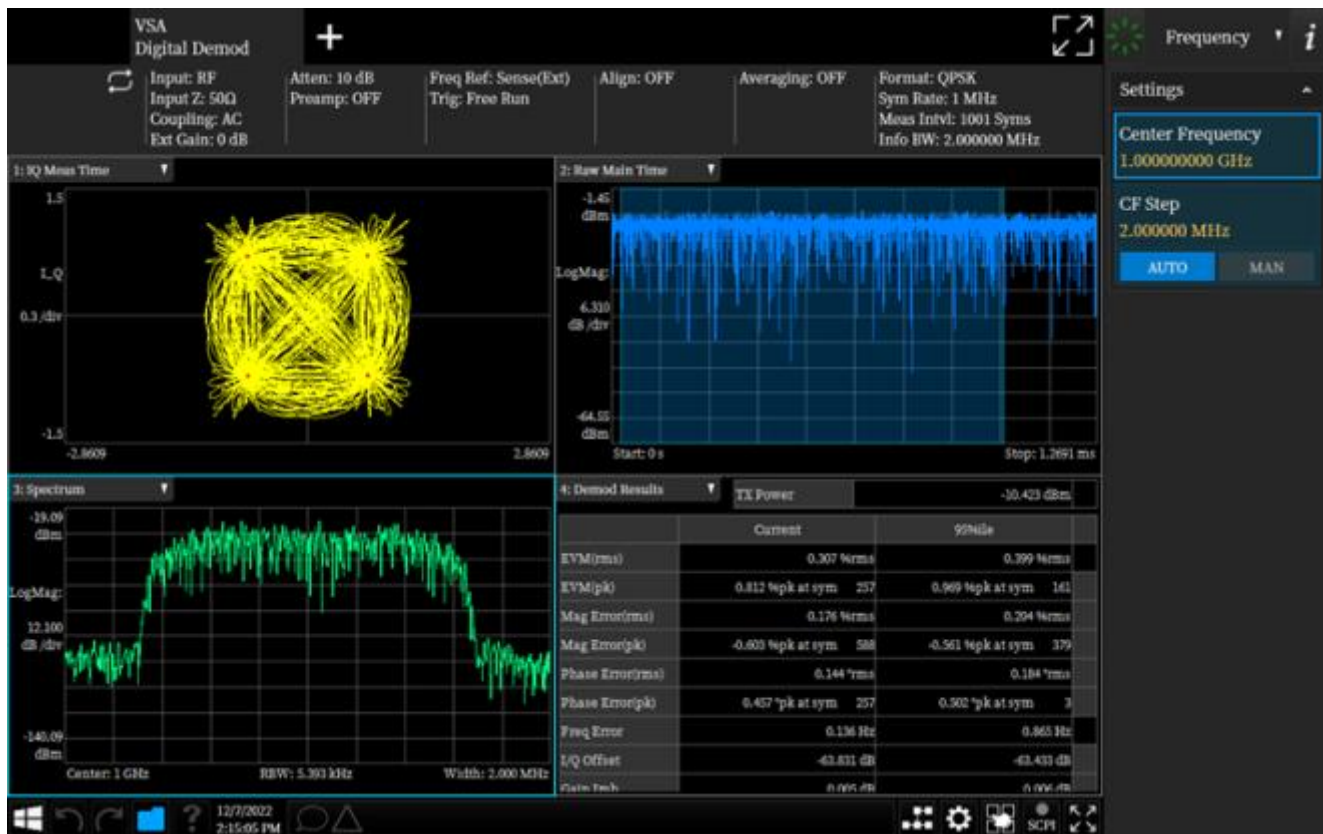 VSA
Digital Demod
+
Frequency
i
Input: RF
Input Z: 50Ω
Coupling: AC
Ext Gain: 0 dB
Atten: 10 dB
Preamp: OFF
Freq Ref: Sense(Ext)
Trig: Free Run
Align: OFF
Averaging: OFF
Format: QPSK
Sym Rate: 1 MHz
Meas Intvl: 1001 Syms
Info BW: 2.000000 MHz
Settings
Center Frequency
1.000000000 GHz
CF Step
2.000000 MHz
AUTO MAN
1: IQ Meas Time
1.5
I_Q
0.3 /div
-1.5
-2.8609 2.8609
2: Raw Main Time
-1.45
dBm
LogMag:
6.310
dB /div
-64.55
dBm
Start: 0 s Stop: 1.2691 ms
3: Spectrum
-19.09
dBm
LogMag:
12.100
dB /div
-140.09
dBm
Center: 1 GHz RBW: 5.393 kHz Width: 2.000 MHz
4: Demod Results
TX Power -10.423 dBm
Current 95%ile
EVM(rms) 0.307 %rms 0.399 %rms
EVM(pk) 0.812 %pk at sym 257 0.969 %pk at sym 161
Mag Error(rms) 0.176 %rms 0.204 %rms
Mag Error(pk) -0.603 %pk at sym 588 -0.561 %pk at sym 379
Phase Error(rms) 0.144 °rms 0.184 °rms
Phase Error(pk) 0.457 °pk at sym 257 0.502 °pk at sym 3
Freq Error 0.136 Hz 0.865 Hz
I/Q Offset -63.831 dB -63.433 dB
Gain Imb 0.005 dB 0.006 dB
?
12/7/2022
2:15:05 PM
SCPI